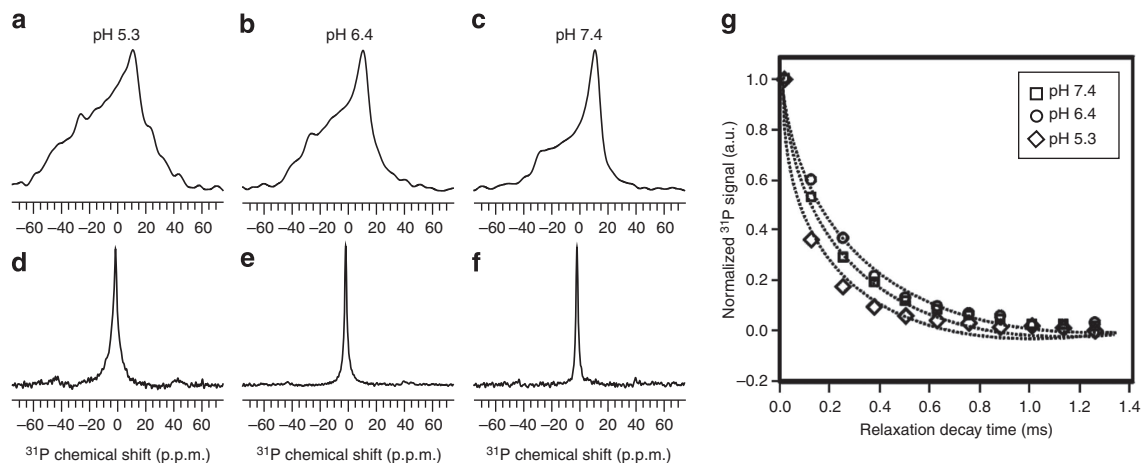 a
pH 5.3
b
pH 6.4
c
pH 7.4
–60 –40 –20 0 20 40 60
–60 –40 –20 0 20 40 60
–60 –40 –20 0 20 40 60
d
e
f
–60 –40 –20 0 20 40 60
–60 –40 –20 0 20 40 60
–60 –40 –20 0 20 40 60
³¹P chemical shift (p.p.m.)
³¹P chemical shift (p.p.m.)
³¹P chemical shift (p.p.m.)
g
Normalized ³¹P signal (a.u.)
1.0
0.8
0.6
0.4
0.2
0.0
–0.2
pH 7.4
pH 6.4
pH 5.3
0.0 0.2 0.4 0.6 0.8 1.0 1.2 1.4
Relaxation decay time (ms)